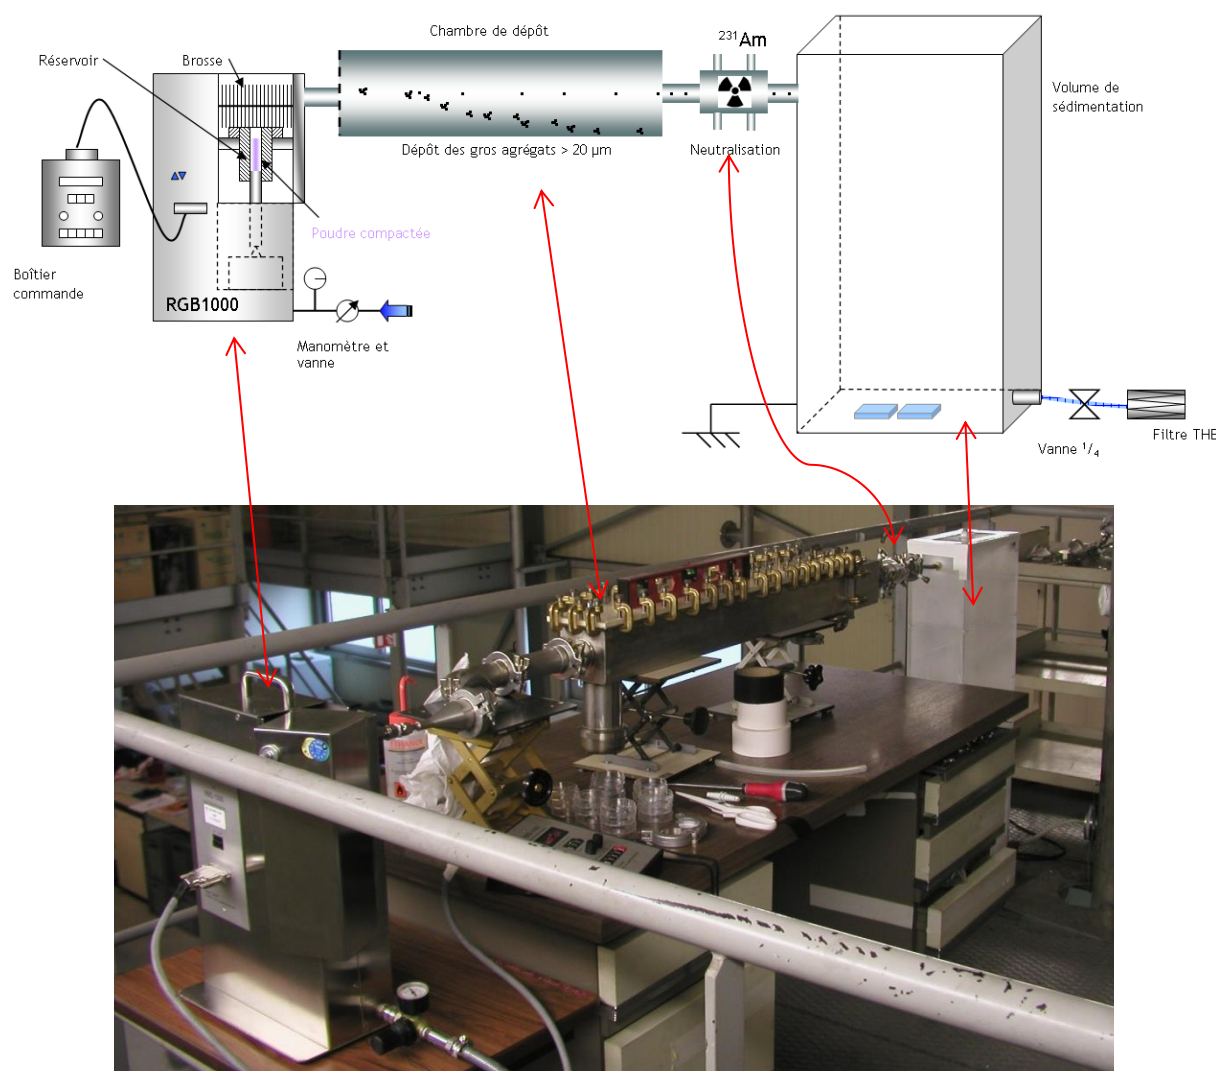 Chambre de dépôt
²³¹Am
Réservoir
Brosse
Volume de
sédimentation
Dépôt des gros agrégats > 20 µm
Neutralisation
Poudre compactée
Boîtier
commande
RGB1000
Manomètre et
vanne
Vanne ¹/₄
Filtre THE